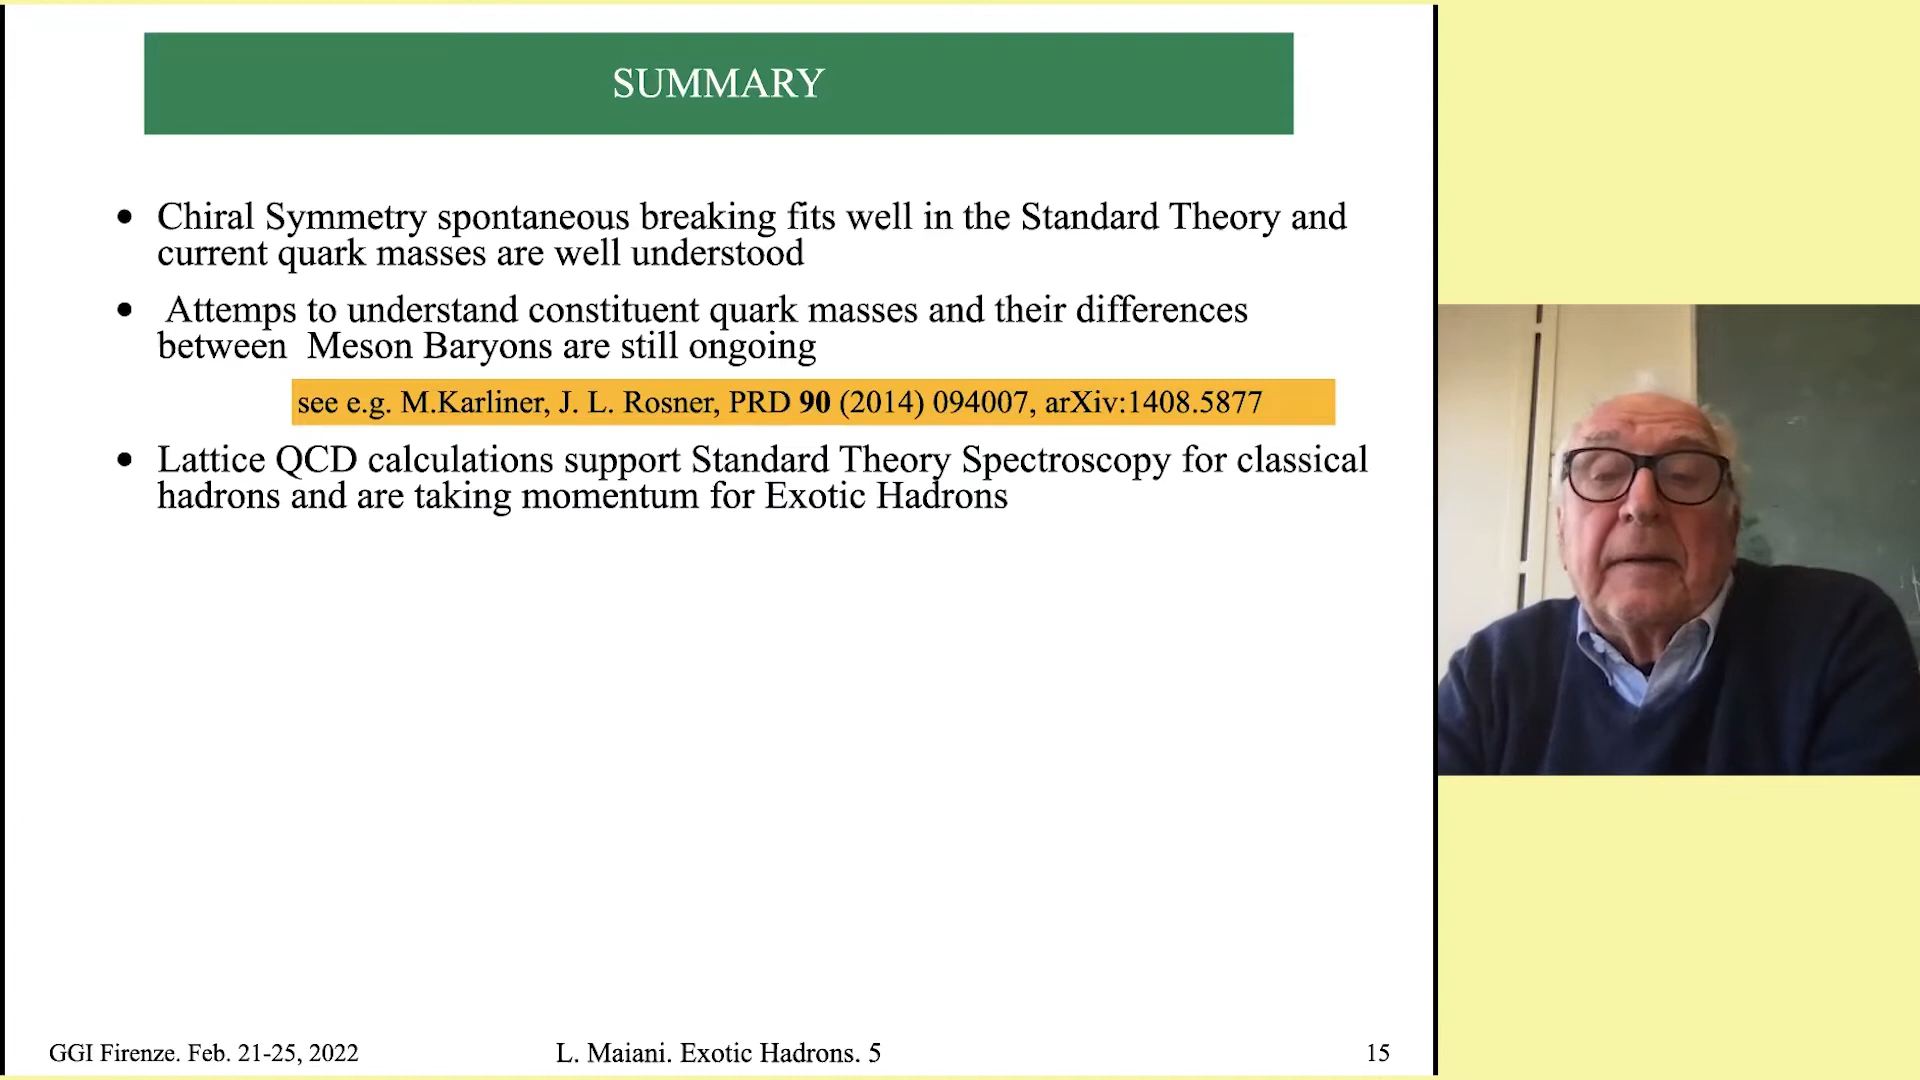 SUMMARY
• Chiral Symmetry spontaneous breaking fits well in the Standard Theory and
current quark masses are well understood
• Attemps to understand constituent quark masses and their differences
between Meson Baryons are still ongoing
see e.g. M.Karliner, J. L. Rosner, PRD 90 (2014) 094007, arXiv:1408.5877
• Lattice QCD calculations support Standard Theory Spectroscopy for classical
hadrons and are taking momentum for Exotic Hadrons
GGI Firenze. Feb. 21-25, 2022
L. Maiani. Exotic Hadrons. 5
15